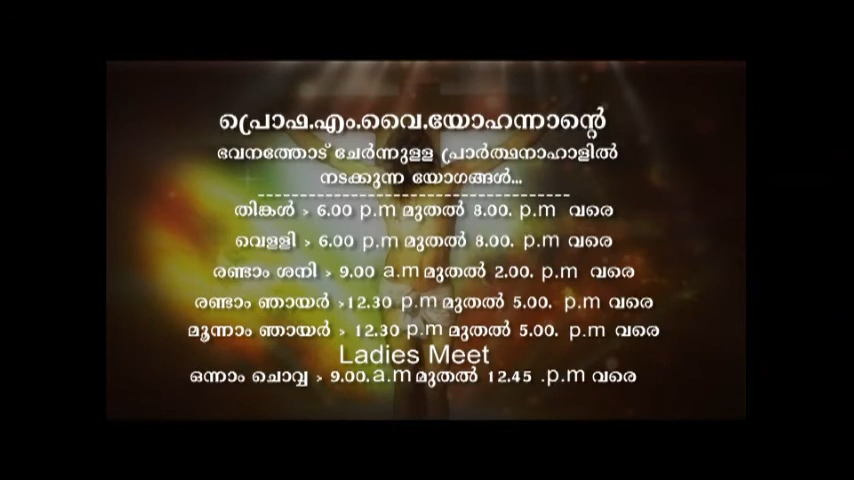 പ്രൊഫ.എം.വൈ.യോഹന്നാന്റെ
ഭവനത്തോട് ചേർന്നുള്ള പ്രാർത്ഥനാഹാളിൽ
നടക്കുന്ന യോഗങ്ങൾ...
---------------------------------------
തിങ്കൾ > 6.00 p.m മുതൽ 8.00. p.m വരെ
വെള്ളി > 6.00 p.m മുതൽ 8.00. p.m വരെ
രണ്ടാം ശനി > 9.00 a.m മുതൽ 2.00. p.m വരെ
രണ്ടാം ഞായർ >12.30 p.m മുതൽ 5.00. p.m വരെ
മൂന്നാം ഞായർ > 12.30 p.m മുതൽ 5.00. p.m വരെ
Ladies Meet
ഒന്നാം ചൊവ്വ > 9.00. a.m മുതൽ 12.45 .p.m വരെ